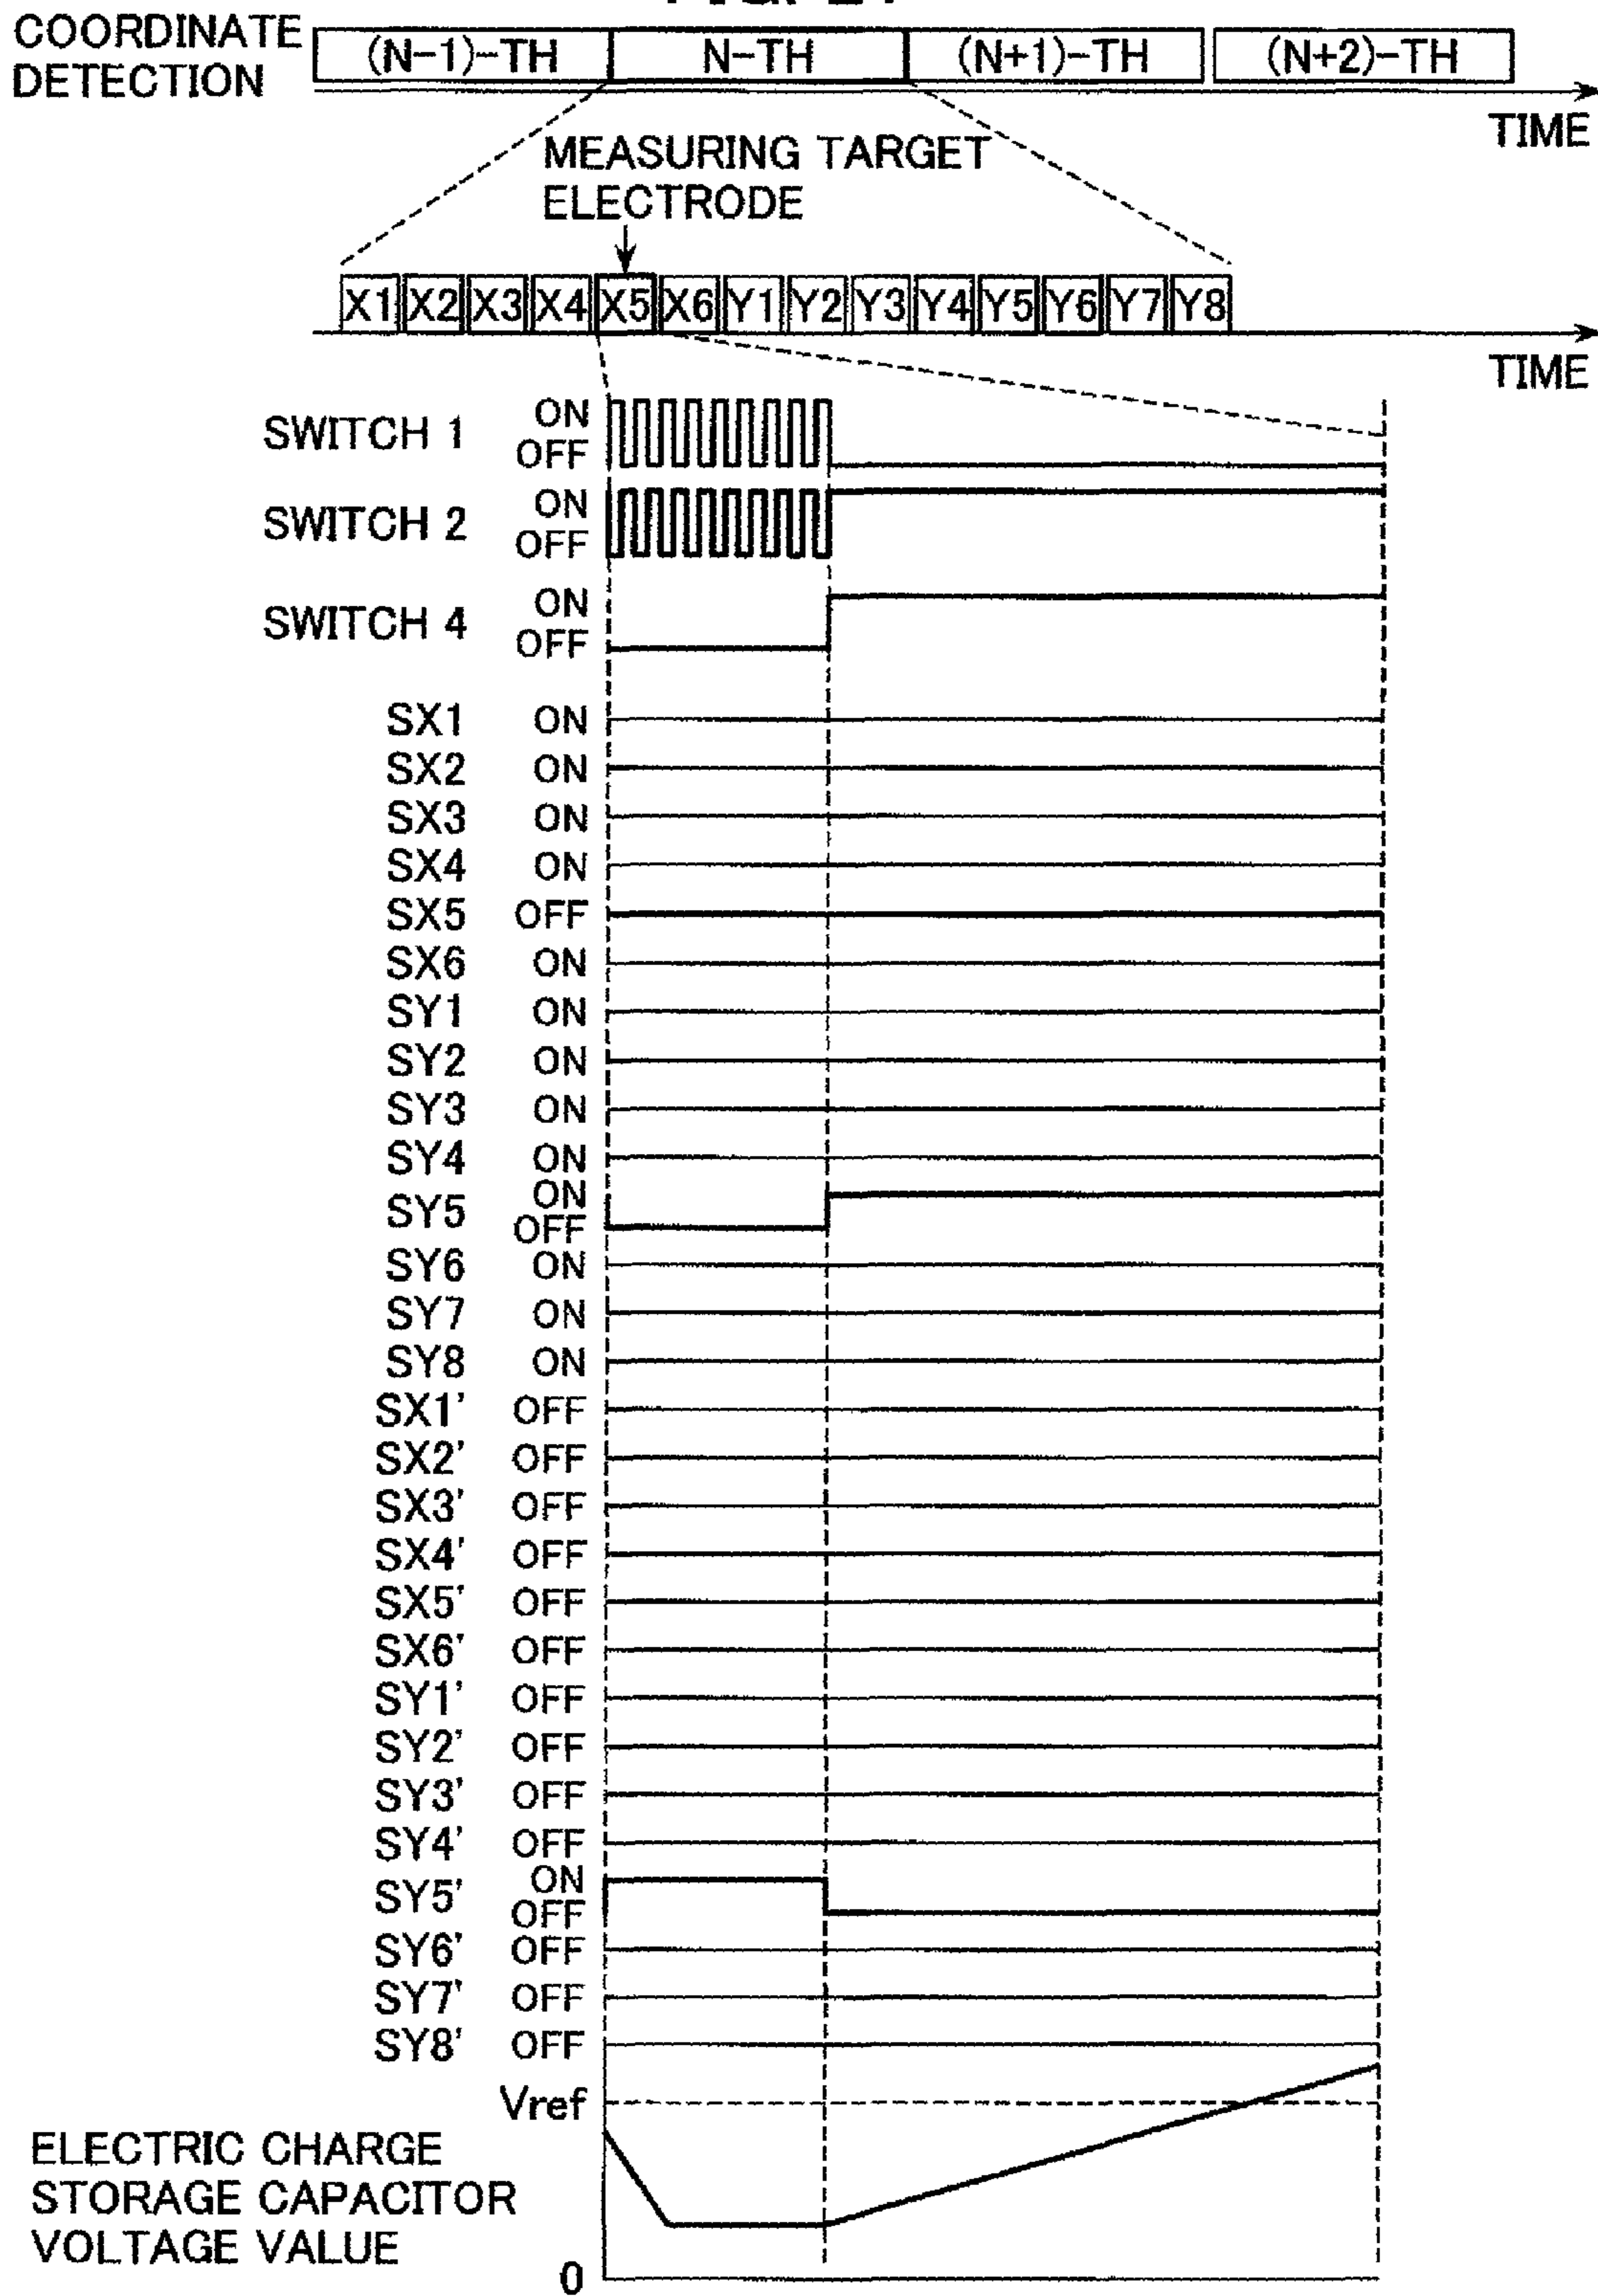 COORDINATE
DETECTION
(N-1)-TH N-TH (N+1)-TH (N+2)-TH
TIME
MEASURING TARGET
ELECTRODE
X1 X2 X3 X4 X5 X6 Y1 Y2 Y3 Y4 Y5 Y6 Y7 Y8
TIME
SWITCH 1 ON
OFF
SWITCH 2 ON
OFF
SWITCH 4 ON
OFF
SX1 ON
SX2 ON
SX3 ON
SX4 ON
SX5 OFF
SX6 ON
SY1 ON
SY2 ON
SY3 ON
SY4 ON
SY5 ON
OFF
SY6 ON
SY7 ON
SY8 ON
SX1' OFF
SX2' OFF
SX3' OFF
SX4' OFF
SX5' OFF
SX6' OFF
SY1' OFF
SY2' OFF
SY3' OFF
SY4' OFF
SY5' ON
OFF
SY6' OFF
SY7' OFF
SY8' OFF
Vref
ELECTRIC CHARGE
STORAGE CAPACITOR
VOLTAGE VALUE
0